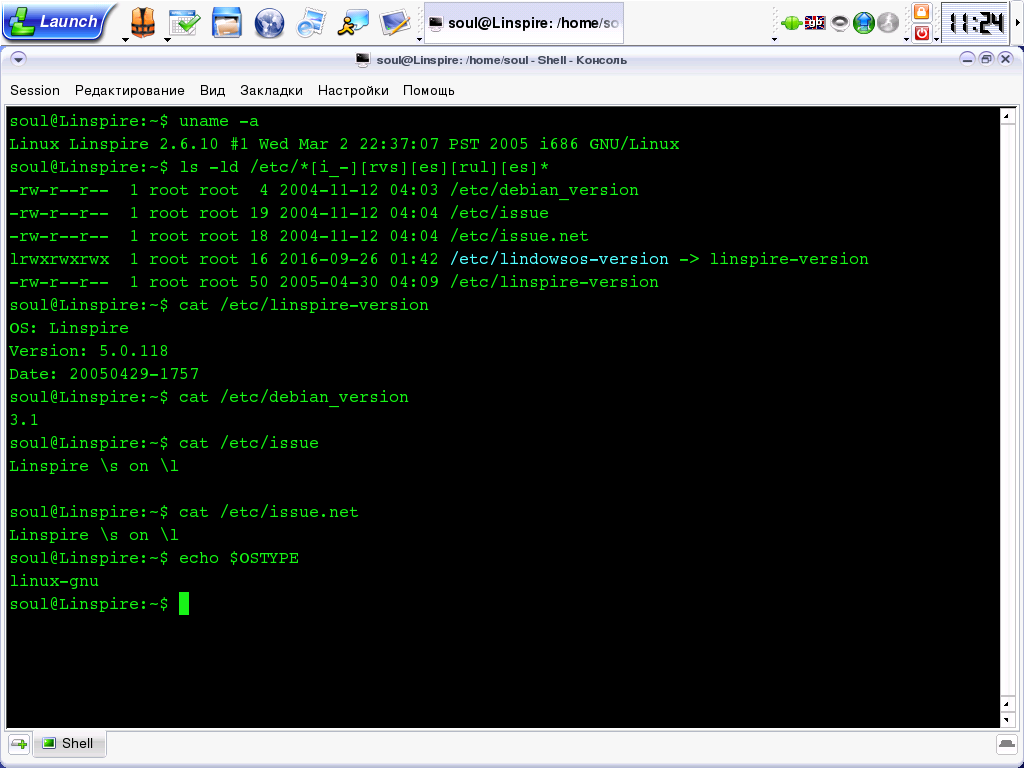 Launch
soul@Linspire: /home/so
11:24
soul@Linspire: /home/soul - Shell - Консоль
Session Редактирование Вид Закладки Настройки Помощь
soul@Linspire:~$ uname -a
Linux Linspire 2.6.10 #1 Wed Mar 2 22:37:07 PST 2005 i686 GNU/Linux
soul@Linspire:~$ ls -ld /etc/*[i_-][rvs][es][rul][es]*
-rw-r--r--  1 root root  4 2004-11-12 04:03 /etc/debian_version
-rw-r--r--  1 root root 19 2004-11-12 04:04 /etc/issue
-rw-r--r--  1 root root 18 2004-11-12 04:04 /etc/issue.net
lrwxrwxrwx  1 root root 16 2016-09-26 01:42 /etc/lindowsos-version -> linspire-version
-rw-r--r--  1 root root 50 2005-04-30 04:09 /etc/linspire-version
soul@Linspire:~$ cat /etc/linspire-version
OS: Linspire
Version: 5.0.118
Date: 20050429-1757
soul@Linspire:~$ cat /etc/debian_version
3.1
soul@Linspire:~$ cat /etc/issue
Linspire \s on \l
soul@Linspire:~$ cat /etc/issue.net
Linspire \s on \l
soul@Linspire:~$ echo $OSTYPE
linux-gnu
soul@Linspire:~$
Shell